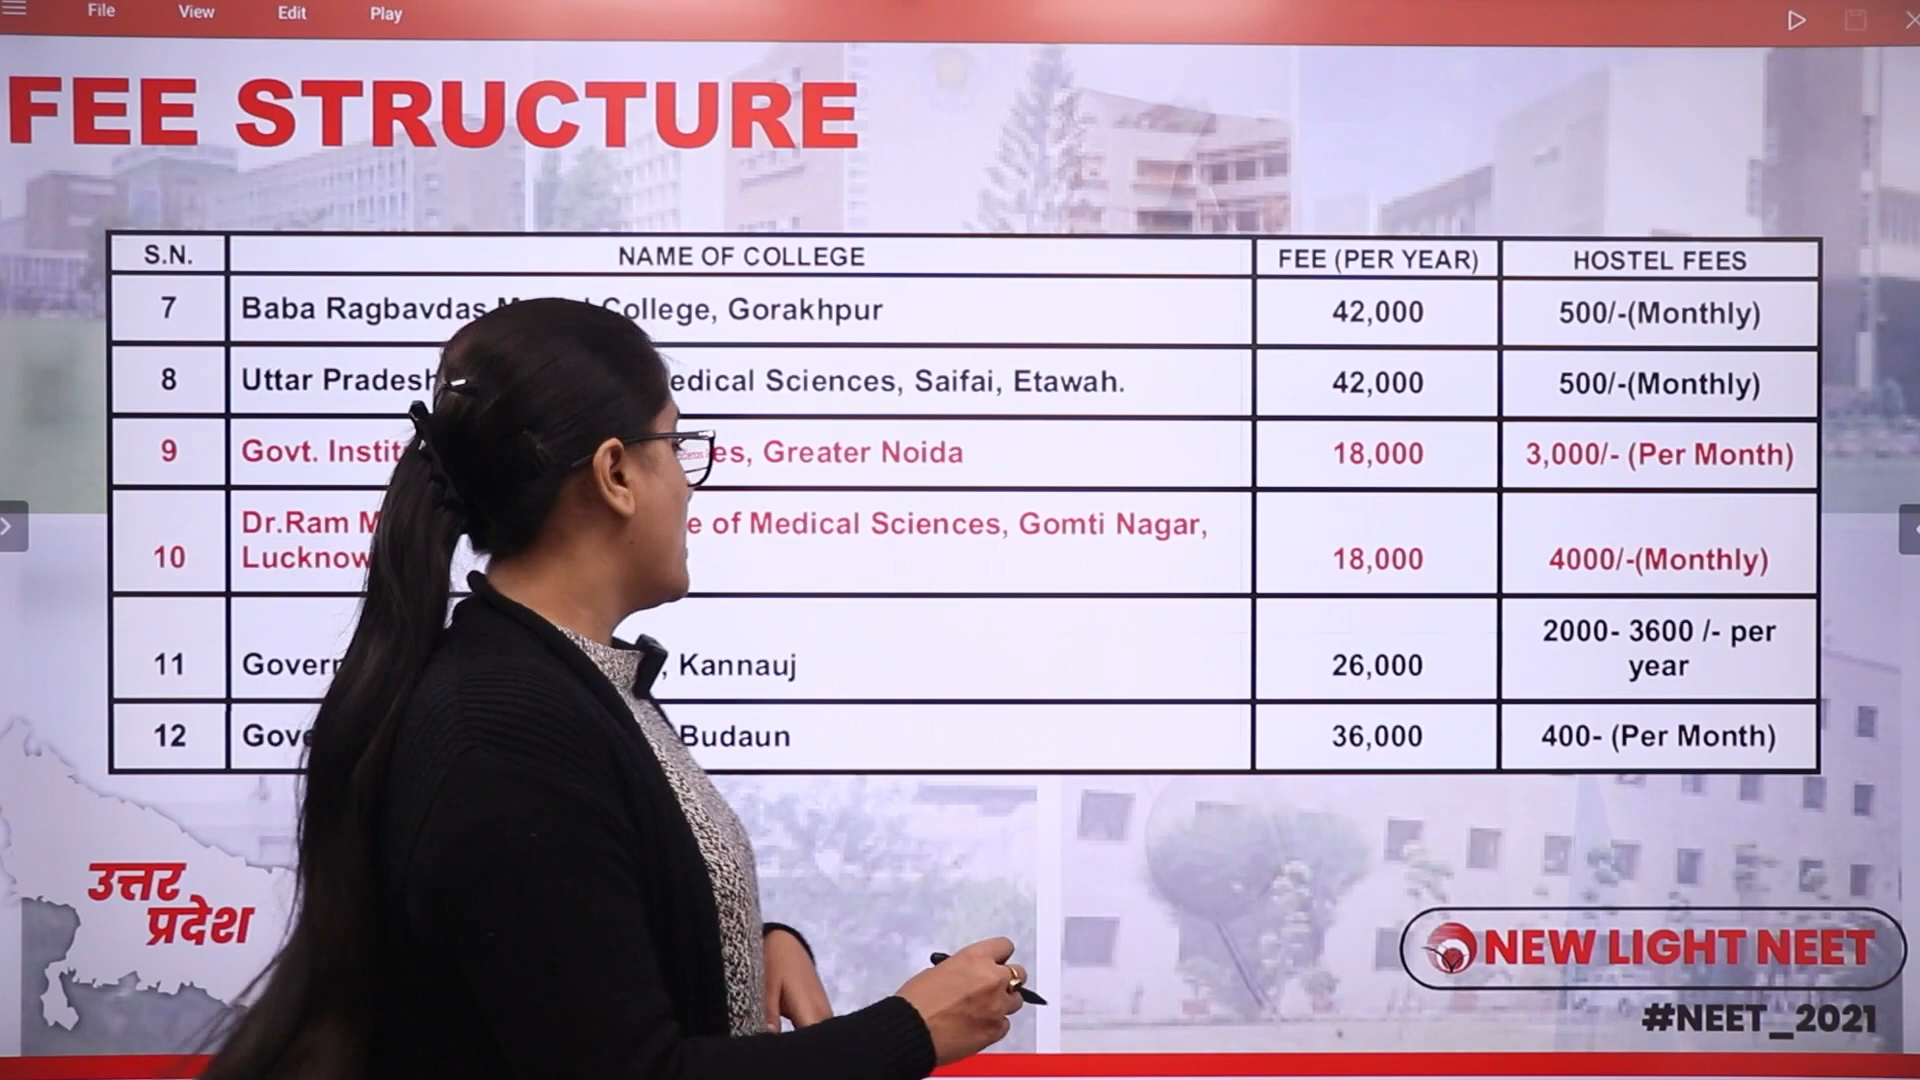 File View Edit Play
FEE STRUCTURE
S.N. NAME OF COLLEGE FEE (PER YEAR) HOSTEL FEES
7 Baba Ragbavdas College, Gorakhpur 42,000 500/-(Monthly)
8 Uttar Pradesh edical Sciences, Saifai, Etawah. 42,000 500/-(Monthly)
9 Govt. Instit es, Greater Noida 18,000 3,000/- (Per Month)
Dr.Ram M e of Medical Sciences, Gomti Nagar,
10 Lucknow 18,000 4000/-(Monthly)
2000- 3600 /- per
11 Govern , Kannauj 26,000 year
12 Gove Budaun 36,000 400- (Per Month)
उत्तर
प्रदेश
NEW LIGHT NEET
#NEET_2021